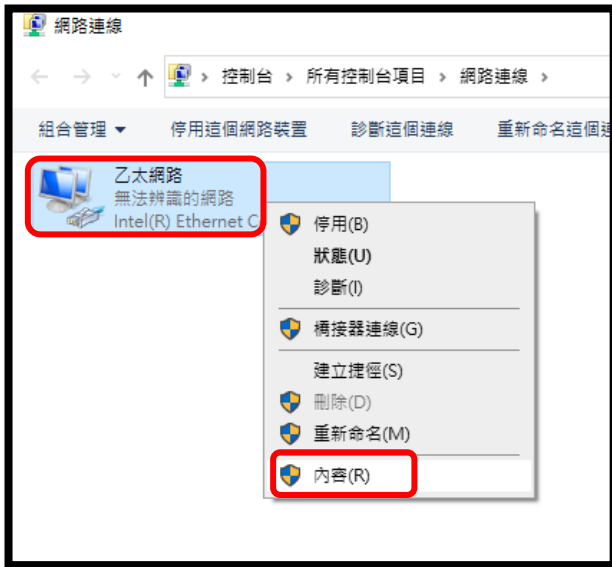 網路連線
控制台 › 所有控制台項目 › 網路連線 ›
組合管理 停用這個網路裝置 診斷這個連線 重新命名這個
乙太網路
無法辨識的網路
Intel(R) Ethernet C
停用(B)
狀態(U)
診斷(I)
橋接器連線(G)
建立捷徑(S)
刪除(D)
重新命名(M)
內容(R)